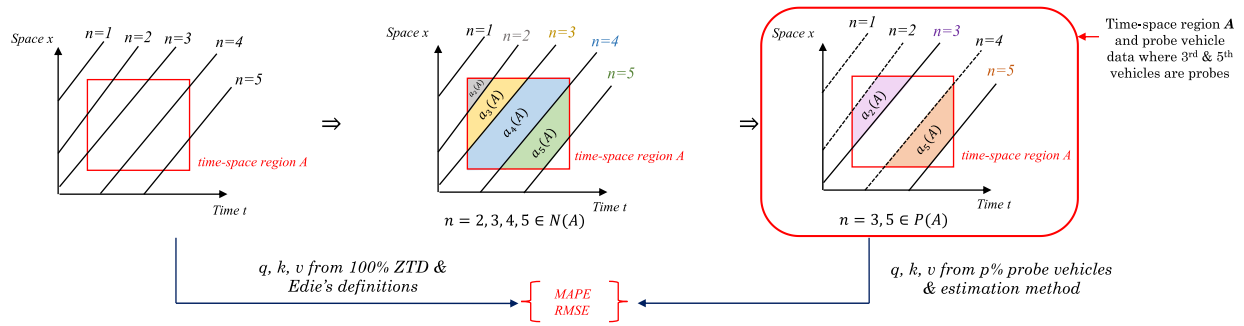 Space x
n=1
n=2
n=3
n=4
n=5
time-space region A
Time t
⇒
Space x
n=1
n=2
n=3
n=4
n=5
a₂(A)
a₃(A)
a₄(A)
a₅(A)
time-space region A
Time t
n = 2,3,4,5 ∈ N(A)
⇒
Space x
n=1
n=2
n=3
n=4
n=5
a₂(A)
a₅(A)
time-space region A
Time t
n = 3,5 ∈ P(A)
Time-space region A
and probe vehicle
data where 3rd & 5th
vehicles are probes
q, k, v from 100% ZTD &
Edie's definitions
MAPE
RMSE
q, k, v from p% probe vehicles
& estimation method